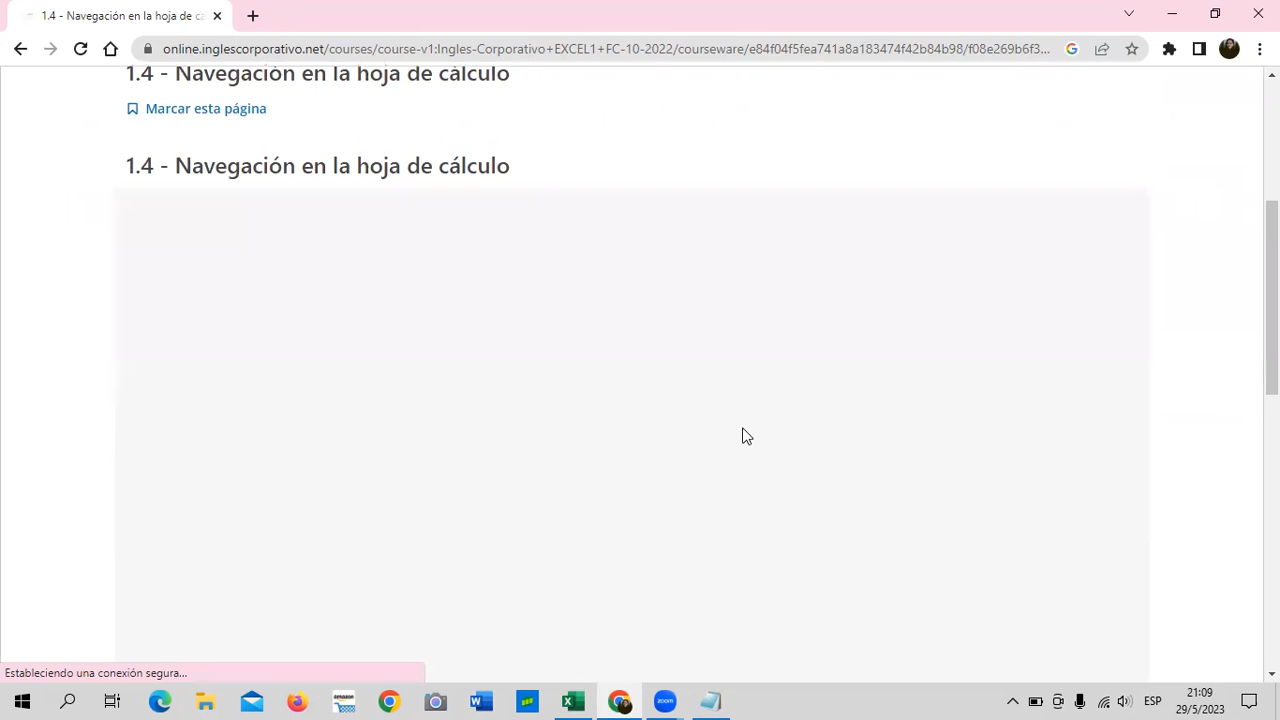 1.4 - Navegación en la hoja de cá
online.inglescorporativo.net/courses/course-v1:Ingles-Corporativo+EXCEL1+FC-10-2022/courseware/e84f04f5fea741a8a183474f42b84b98/f08e269b6f3...
1.4 - Navegación en la hoja de cálculo
Marcar esta página
1.4 - Navegación en la hoja de cálculo
Estableciendo una conexión segura...
amazon
zoom
ESP
21:09
29/5/2023